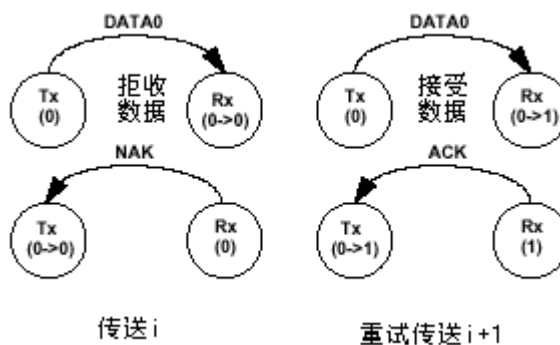 DATA0
Tx
(0)
拒收
数据
Rx
(0->0)
NAK
Tx
(0->0)
Rx
(0)
传送 i
DATA0
Tx
(0)
接受
数据
Rx
(0->1)
ACK
Tx
(0->1)
Rx
(1)
重试传送 i+1